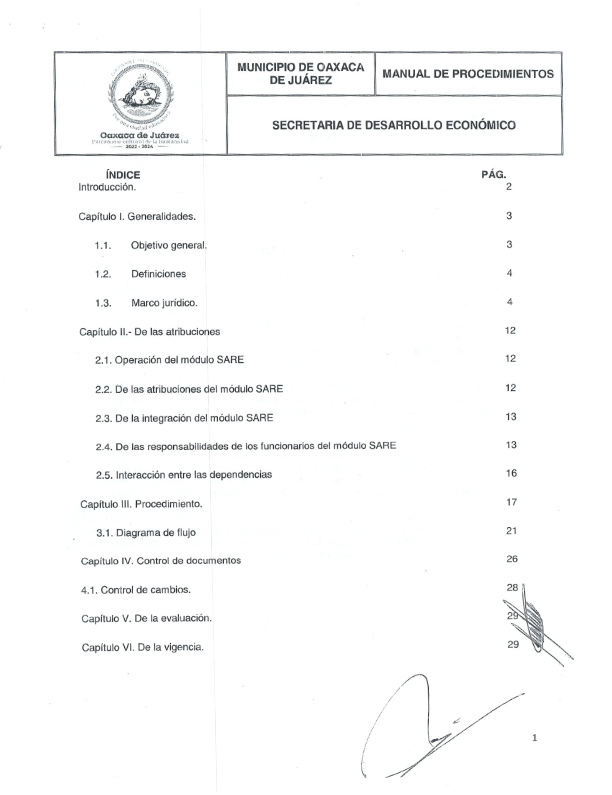 MUNICIPIO DE OAXACA
DE JUÁREZ
MANUAL DE PROCEDIMIENTOS
Oaxaca de Juárez
2022 - 2024
SECRETARIA DE DESARROLLO ECONÓMICO
ÍNDICE PÁG.
Introducción. 2
Capítulo I. Generalidades. 3
1.1. Objetivo general. 3
1.2. Definiciones 4
1.3. Marco jurídico. 4
Capítulo II.- De las atribuciones 12
2.1. Operación del módulo SARE 12
2.2. De las atribuciones del módulo SARE 12
2.3. De la integración del módulo SARE 13
2.4. De las responsabilidades de los funcionarios del módulo SARE 13
2.5. Interacción entre las dependencias 16
Capítulo III. Procedimiento. 17
3.1. Diagrama de flujo 21
Capítulo IV. Control de documentos 26
4.1. Control de cambios. 28
Capítulo V. De la evaluación. 29
Capítulo VI. De la vigencia. 29
1